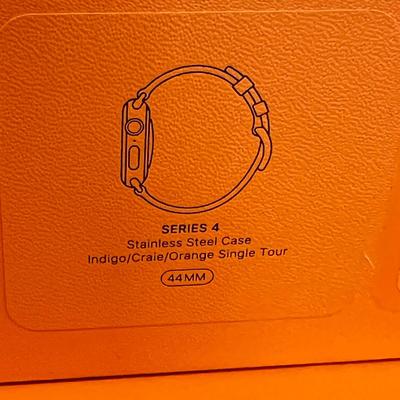 SERIES 4
Stainless Steel Case
Indigo/Craie/Orange Single Tour
44MM